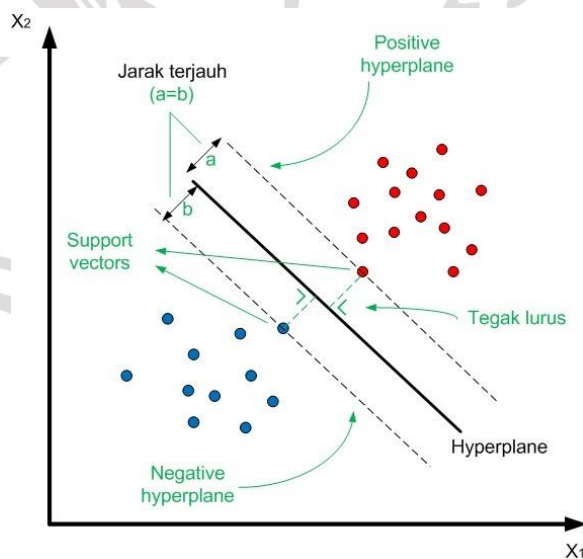 X2
Positive
hyperplane
Jarak terjauh
(a=b)
a
b
Support
vectors
Tegak lurus
Hyperplane
Negative
hyperplane
X1